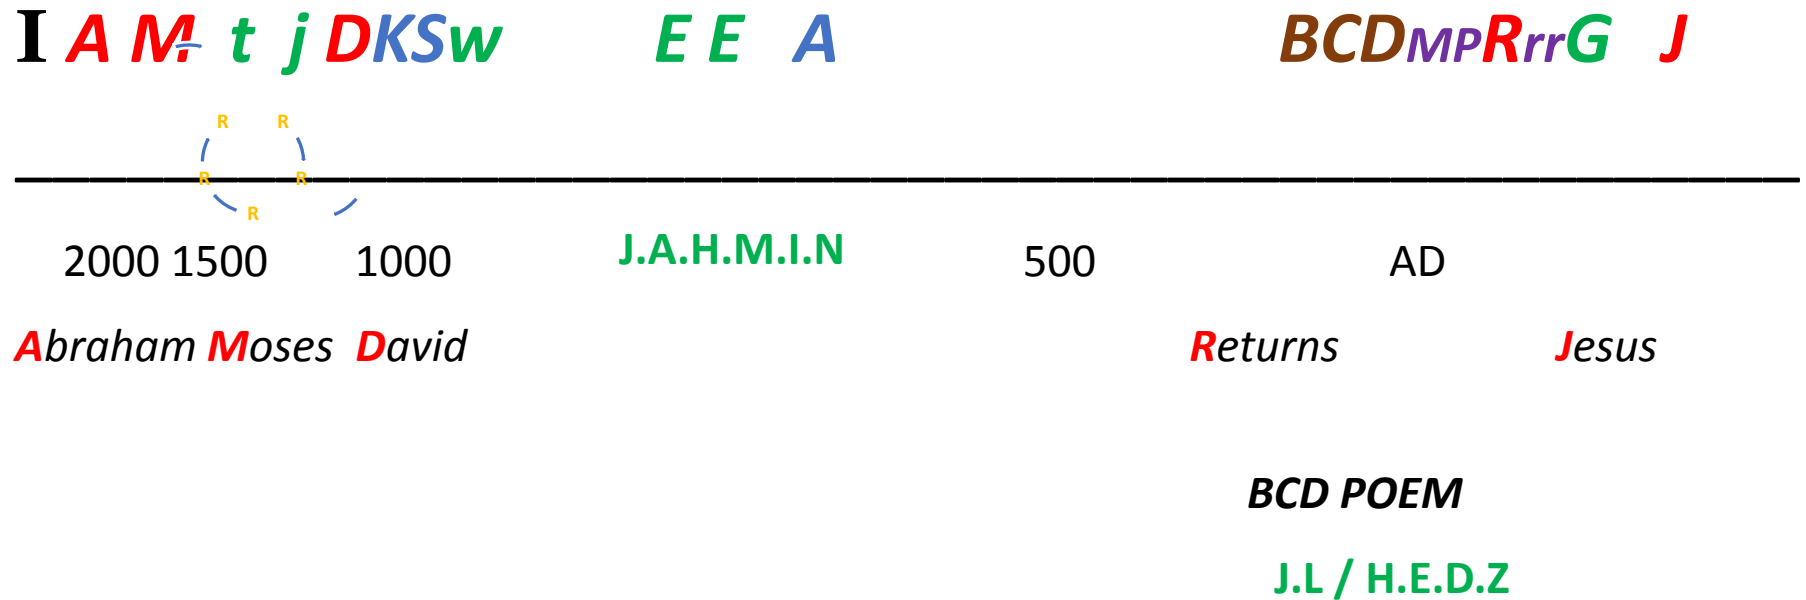 I A M t j DKSw E E A BCDMPRrrG J
R R
R R
R
2000 1500 1000 J.A.H.M.I.N 500 AD
Abraham Moses David Returns Jesus
BCD POEM
J.L / H.E.D.Z